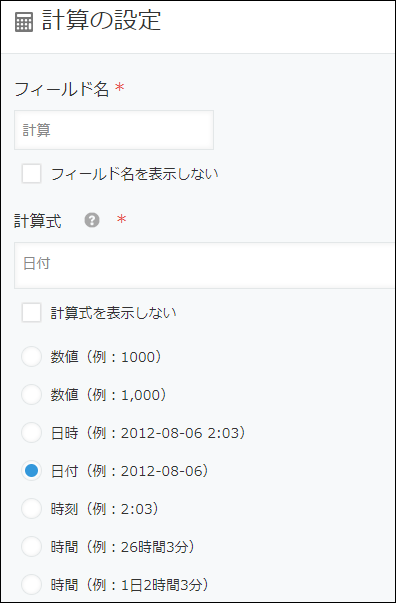 計算の設定
フィールド名 *
計算
フィールド名を表示しない
計算式 ? *
日付
計算式を表示しない
数値（例：1000）
数値（例：1,000）
日時（例：2012-08-06 2:03）
日付（例：2012-08-06）
時刻（例：2:03）
時間（例：26時間3分）
時間（例：1日2時間3分）